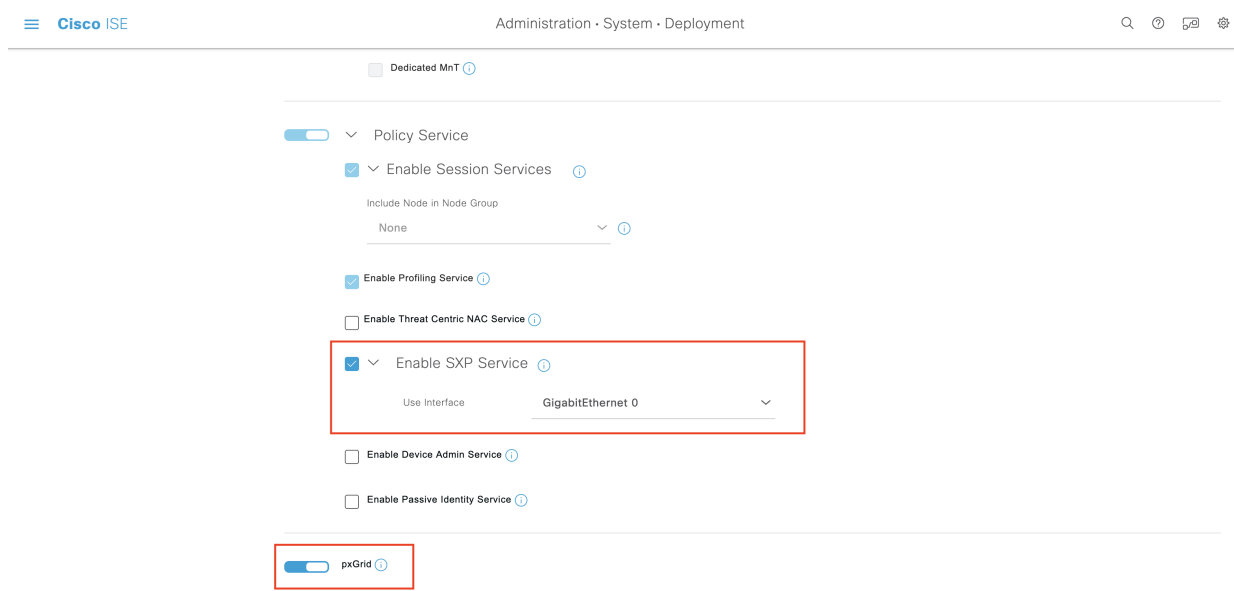 Cisco ISE
Administration · System · Deployment
Dedicated MnT
Policy Service
Enable Session Services
Include Node in Node Group
None
Enable Profiling Service
Enable Threat Centric NAC Service
Enable SXP Service
Use Interface
GigabitEthernet 0
Enable Device Admin Service
Enable Passive Identity Service
pxGrid